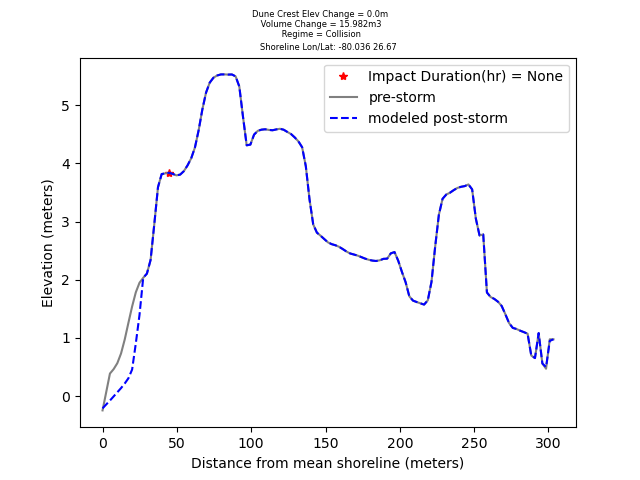 Dune Crest Elev Change = 0.0m
Volume Change = 15.982m3
Regime = Collision
Shoreline Lon/Lat: -80.036 26.67
Impact Duration(hr) = None
pre-storm
modeled post-storm
Elevation (meters)
5
4
3
2
1
0
0 50 100 150 200 250 300
Distance from mean shoreline (meters)